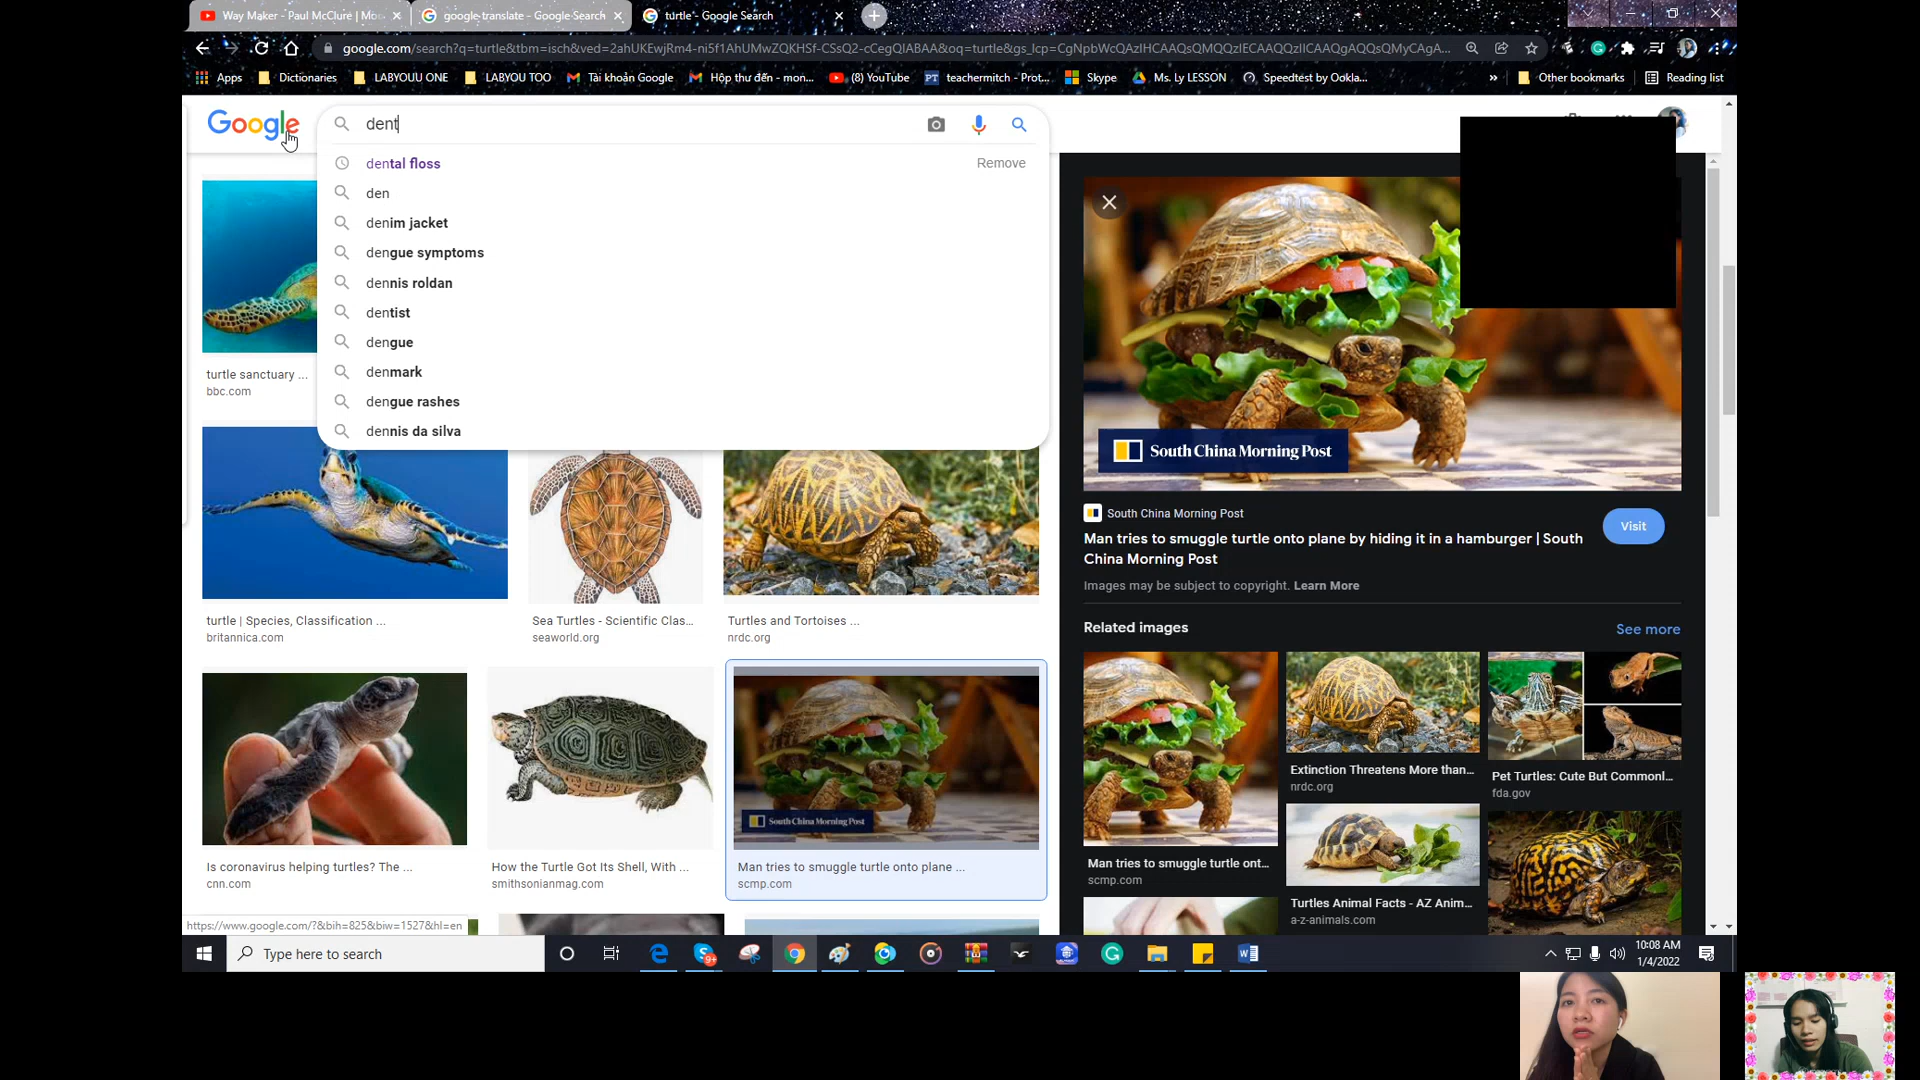 Way Maker - Paul McClure | Mo
google translate - Google Search
turtle - Google Search
google.com/search?q=turtle&tbm=isch&ved=2ahUKEwjRm4-ni5f1AhUMwZQKHSf-CSsQ2-cCegQIABAA&oq=turtle&gs_lcp=CgNpbWcQAzIHCAAQsQMQQzIECAAQQzIICAAQgAQQsQMyCAgA...
Apps
Dictionaries
LABYOUU ONE
LABYOU TOO
Tài khoản Google
Hộp thư đến - mon...
(8) YouTube
PT teachermitch - Prot...
Skype
Ms. Ly LESSON
Speedtest by Ookla...
»
Other bookmarks
Reading list
Google
dent
dental floss
Remove
den
denim jacket
dengue symptoms
dennis roldan
dentist
dengue
denmark
dengue rashes
dennis da silva
turtle sanctuary ...
bbc.com
turtle | Species, Classification ...
britannica.com
Sea Turtles - Scientific Clas...
seaworld.org
Turtles and Tortoises ...
nrdc.org
South China Morning Post
Is coronavirus helping turtles? The ...
cnn.com
How the Turtle Got Its Shell, With ...
smithsonianmag.com
Man tries to smuggle turtle onto plane ...
scmp.com
https://www.google.com/?&bih=825&biw=1527&hl=en
South China Morning Post
South China Morning Post
Man tries to smuggle turtle onto plane by hiding it in a hamburger | South
China Morning Post
Visit
Images may be subject to copyright. Learn More
Related images
See more
Man tries to smuggle turtle ont...
scmp.com
Extinction Threatens More than...
nrdc.org
Pet Turtles: Cute But Commonl...
fda.gov
Turtles Animal Facts - AZ Anim...
a-z-animals.com
Type here to search
9+
10:08 AM
1/4/2022